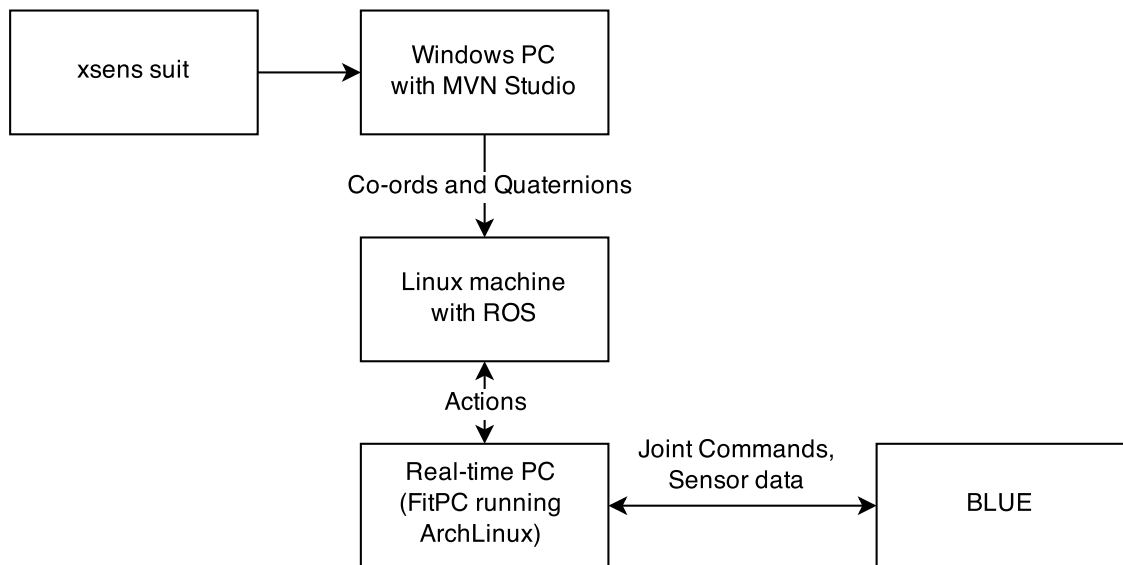 xsens suit
Windows PC
with MVN Studio
Co-ords and Quaternions
Linux machine
with ROS
Actions
Real-time PC
(FitPC running
ArchLinux)
Joint Commands,
Sensor data
BLUE